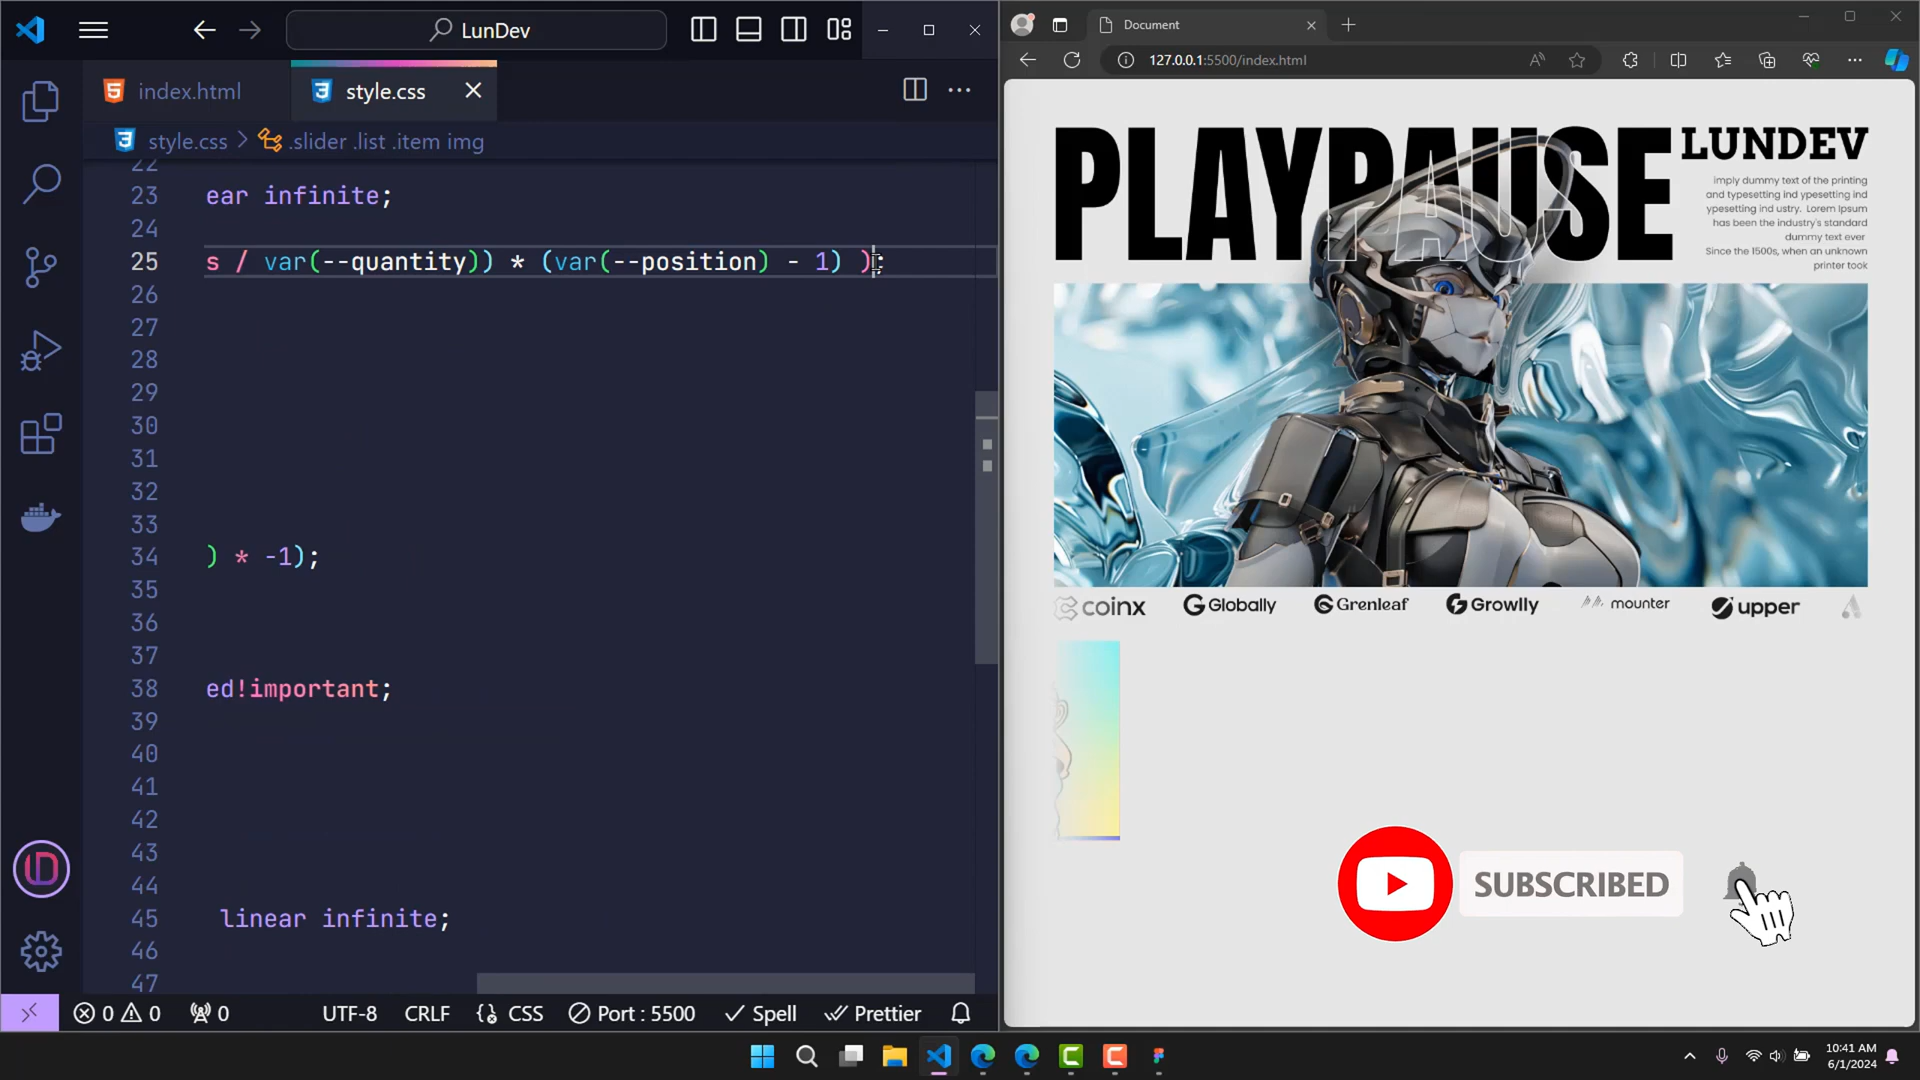 LunDev
index.html
style.css
style.css > .slider .list .item img
22
23 ear infinite;
24
25 s / var(--quantity)) * (var(--position) - 1) );
26
27
28
29
30
31
32
33
34 ) * -1);
35
36
37
38 ed!important;
39
40
41
42
43
44
45 linear infinite;
46
47
0 0 0
UTF-8 CRLF CSS Port : 5500 Spell Prettier
Document
127.0.0.1:5500/index.html
PLAYPAUSE
LUNDEV
imply dummy text of the printing
and typesetting ind ypesetting ind
ypesetting ind ustry. Lorem Ipsum
has been the industry's standard
dummy text ever
Since the 1500s, when an unknown
printer took
coinx Globally Grenleaf Growlly mounter upper
SUBSCRIBED
10:41 AM
6/1/2024